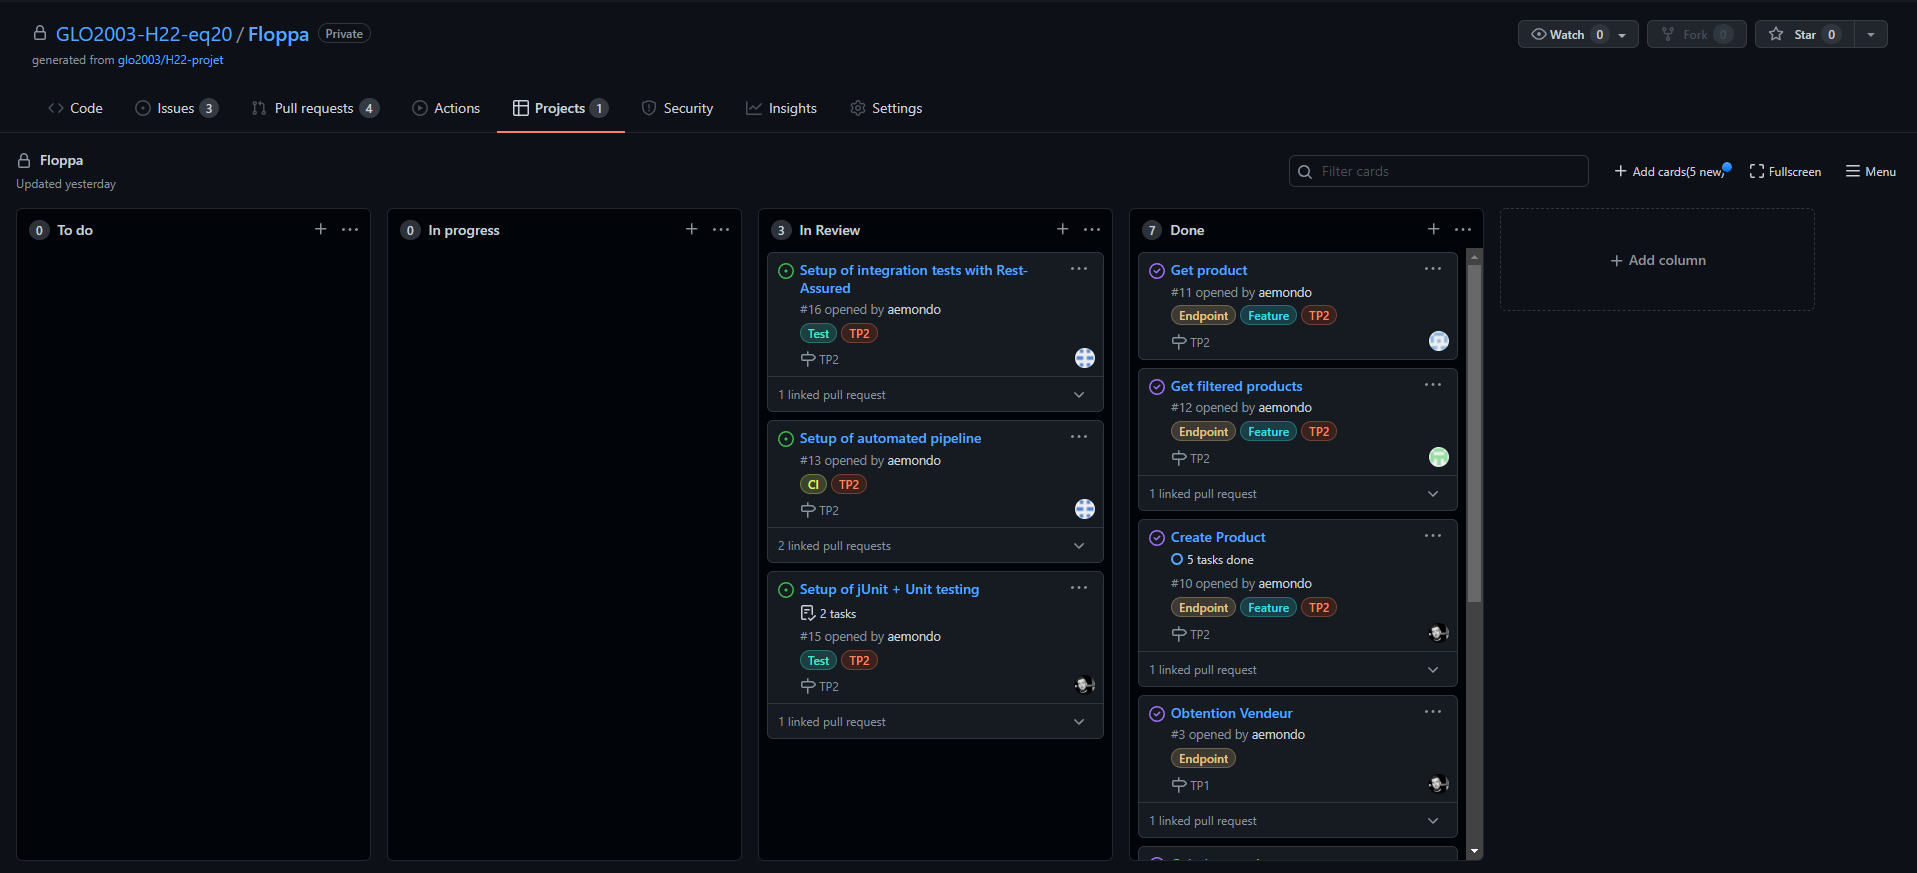 GLO2003-H22-eq20 / Floppa Private
Watch 0
Fork 0
Star 0
generated from glo2003/H22-projet
Code
Issues 3
Pull requests 4
Actions
Projects 1
Security
Insights
Settings
Floppa
Updated yesterday
Filter cards
Add cards(5 new)
Fullscreen
Menu
0 To do
0 In progress
3 In Review
Setup of integration tests with Rest-
Assured
#16 opened by aemondo
Test TP2
TP2
1 linked pull request
Setup of automated pipeline
#13 opened by aemondo
CI TP2
TP2
2 linked pull requests
Setup of jUnit + Unit testing
2 tasks
#15 opened by aemondo
Test TP2
TP2
1 linked pull request
7 Done
Get product
#11 opened by aemondo
Endpoint Feature TP2
TP2
Get filtered products
#12 opened by aemondo
Endpoint Feature TP2
TP2
1 linked pull request
Create Product
5 tasks done
#10 opened by aemondo
Endpoint Feature TP2
TP2
1 linked pull request
Obtention Vendeur
#3 opened by aemondo
Endpoint
TP1
1 linked pull request
Add column